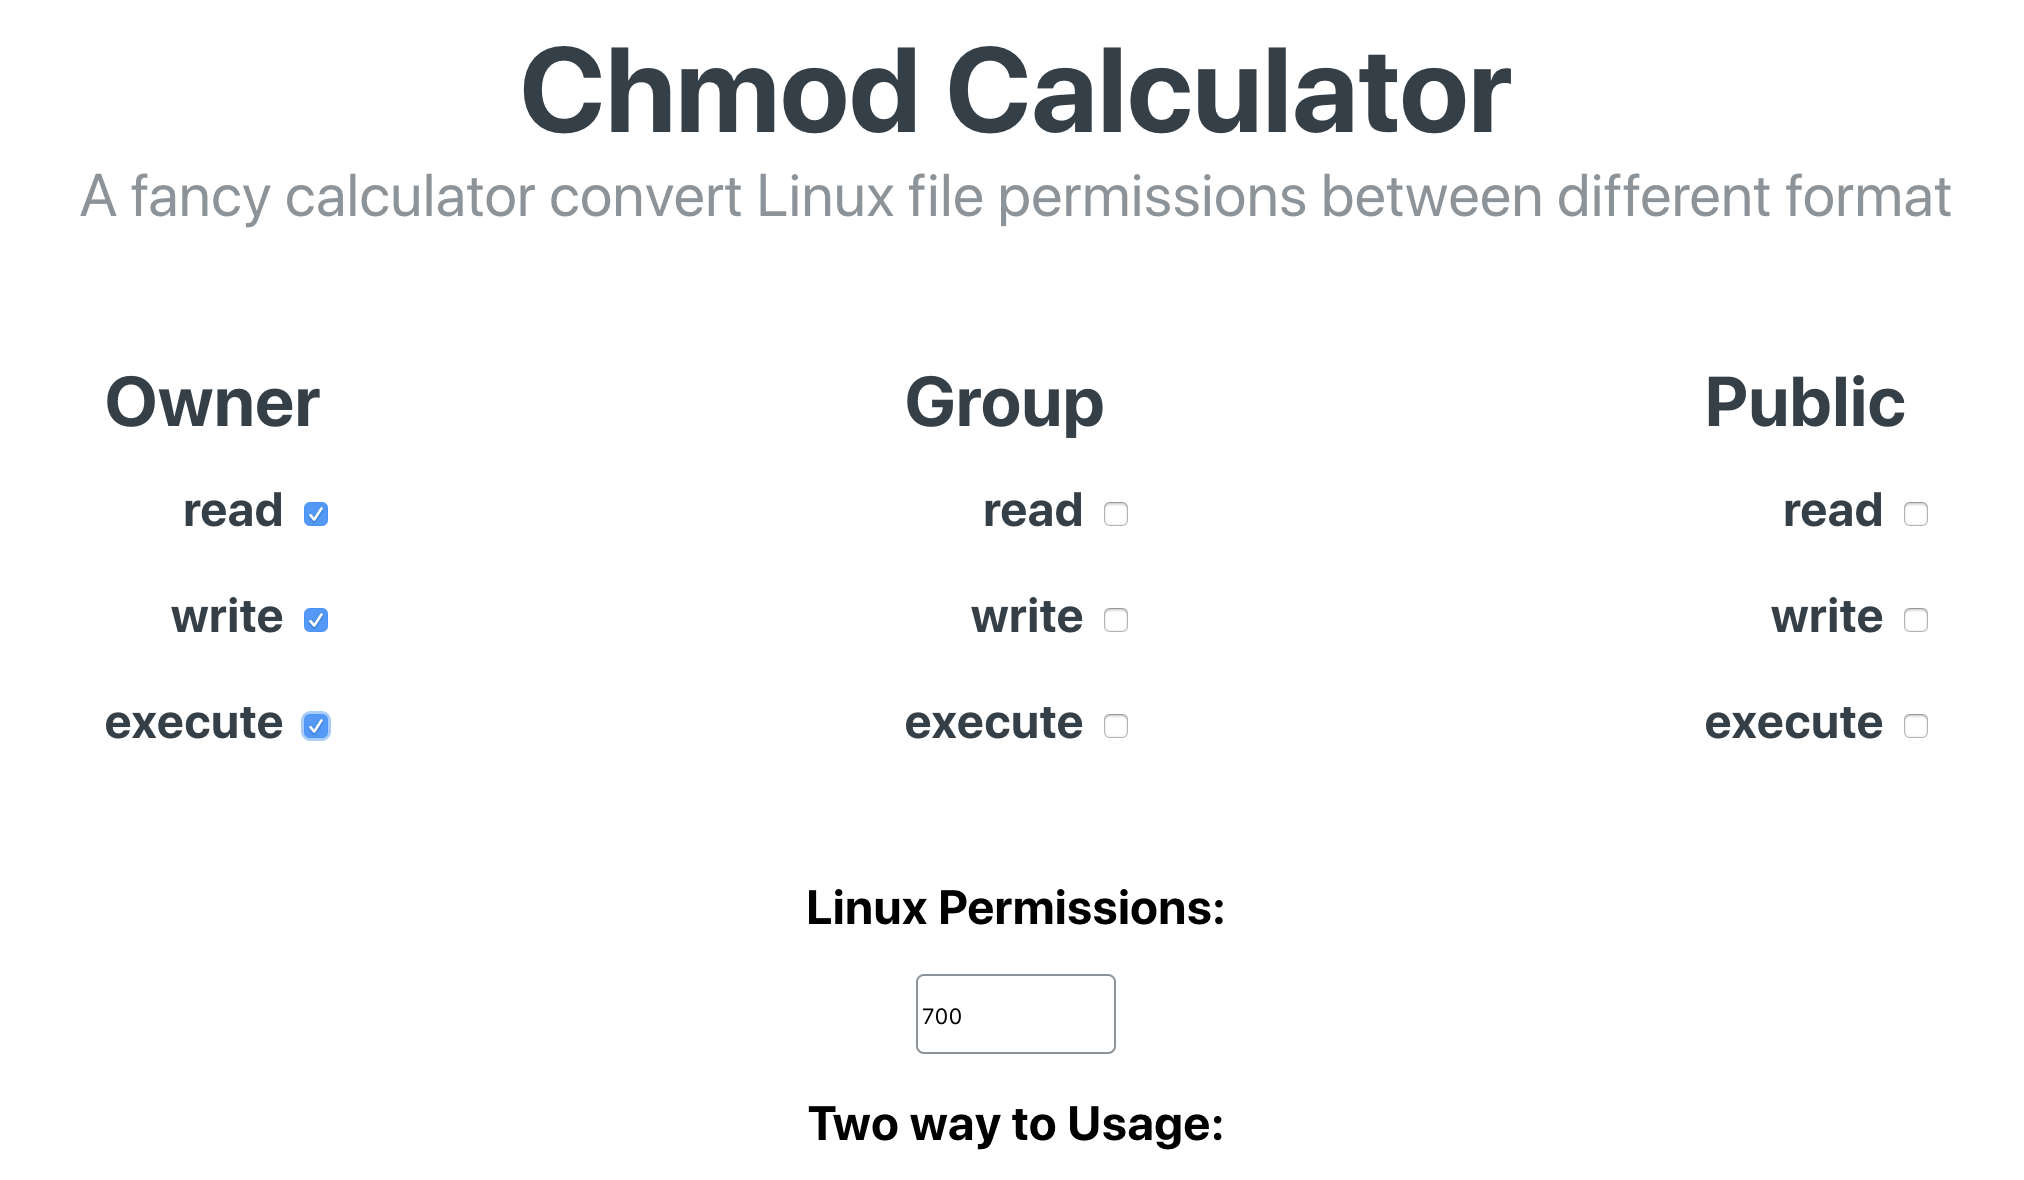 Chmod Calculator
A fancy calculator convert Linux file permissions between different format
Owner
Group
Public
read
read
read
write
write
write
execute
execute
execute
Linux Permissions:
700
Two way to Usage: